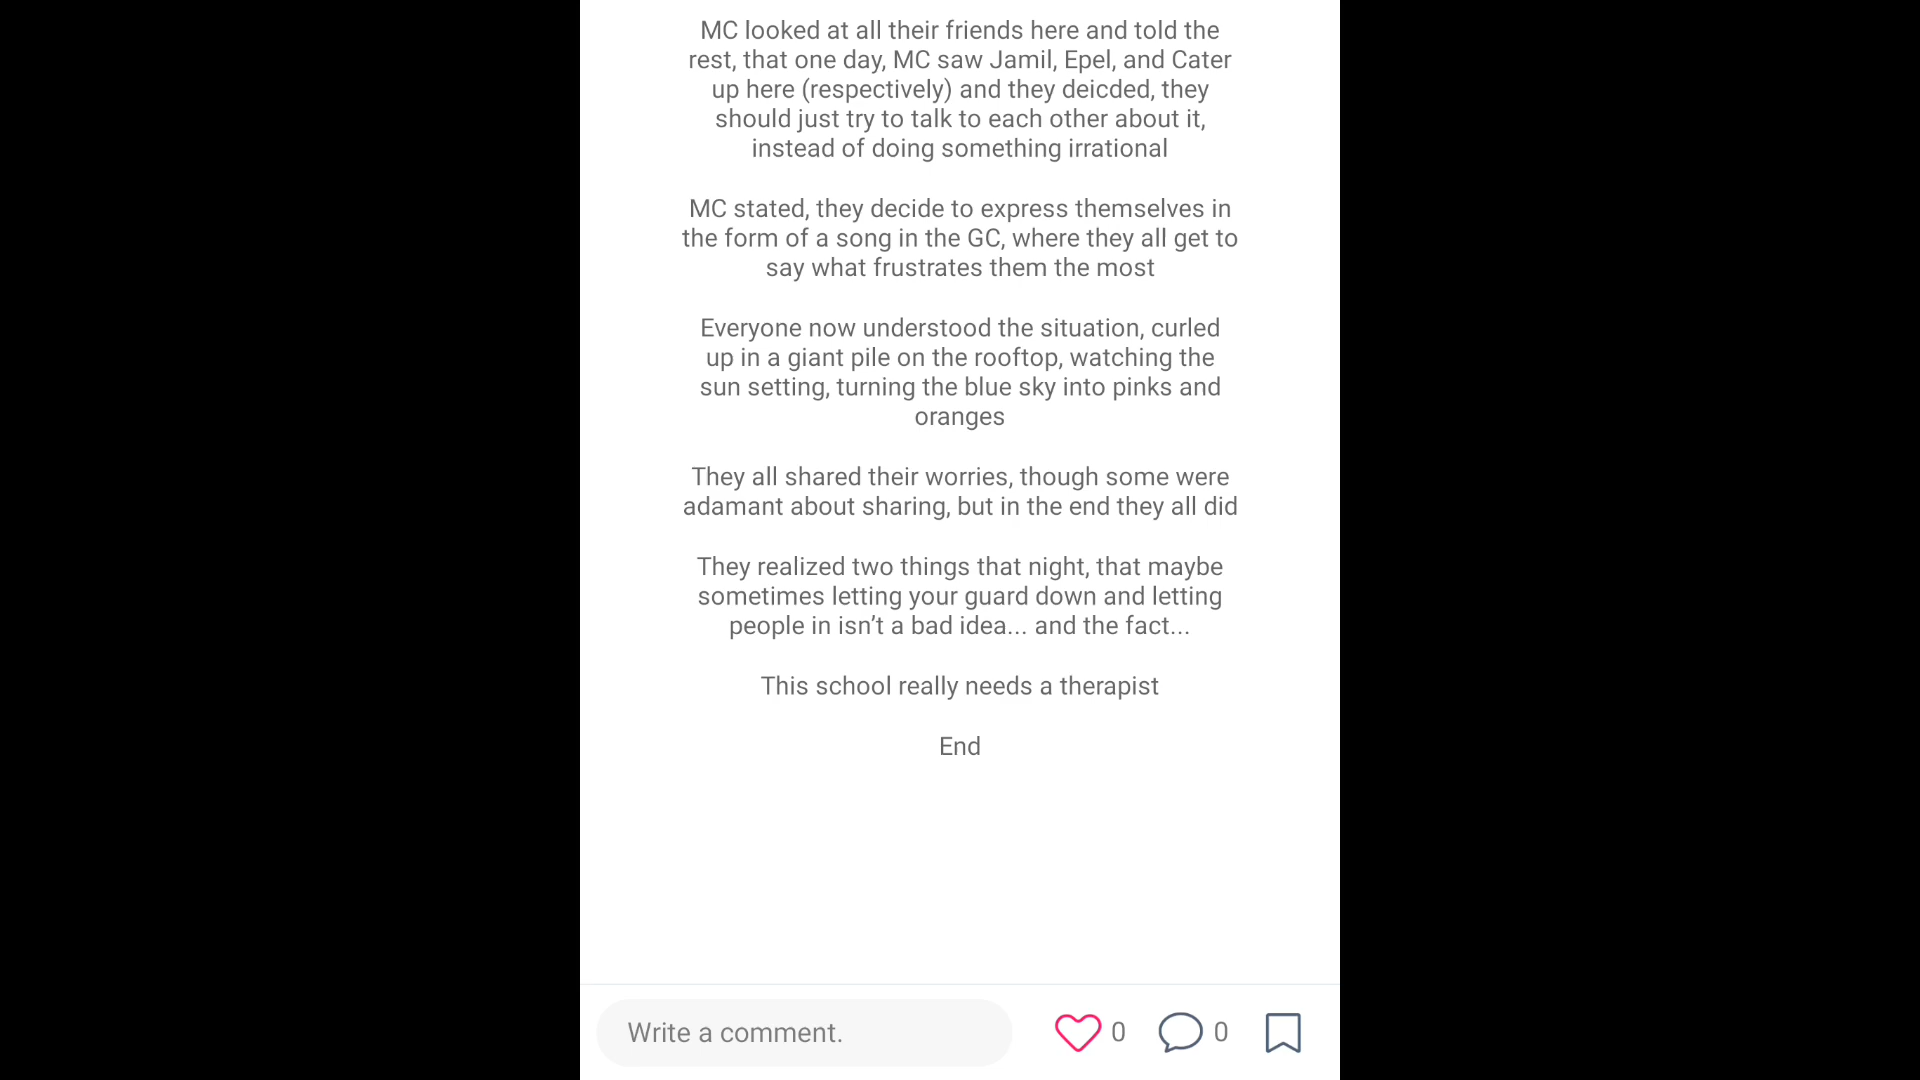 MC looked at all their friends here and told the
rest, that one day, MC saw Jamil, Epel, and Cater
up here (respectively) and they deicded, they
should just try to talk to each other about it,
instead of doing something irrational
MC stated, they decide to express themselves in
the form of a song in the GC, where they all get to
say what frustrates them the most
Everyone now understood the situation, curled
up in a giant pile on the rooftop, watching the
sun setting, turning the blue sky into pinks and
oranges
They all shared their worries, though some were
adamant about sharing, but in the end they all did
They realized two things that night, that maybe
sometimes letting your guard down and letting
people in isn’t a bad idea... and the fact...
This school really needs a therapist
End
Write a comment. 0 0